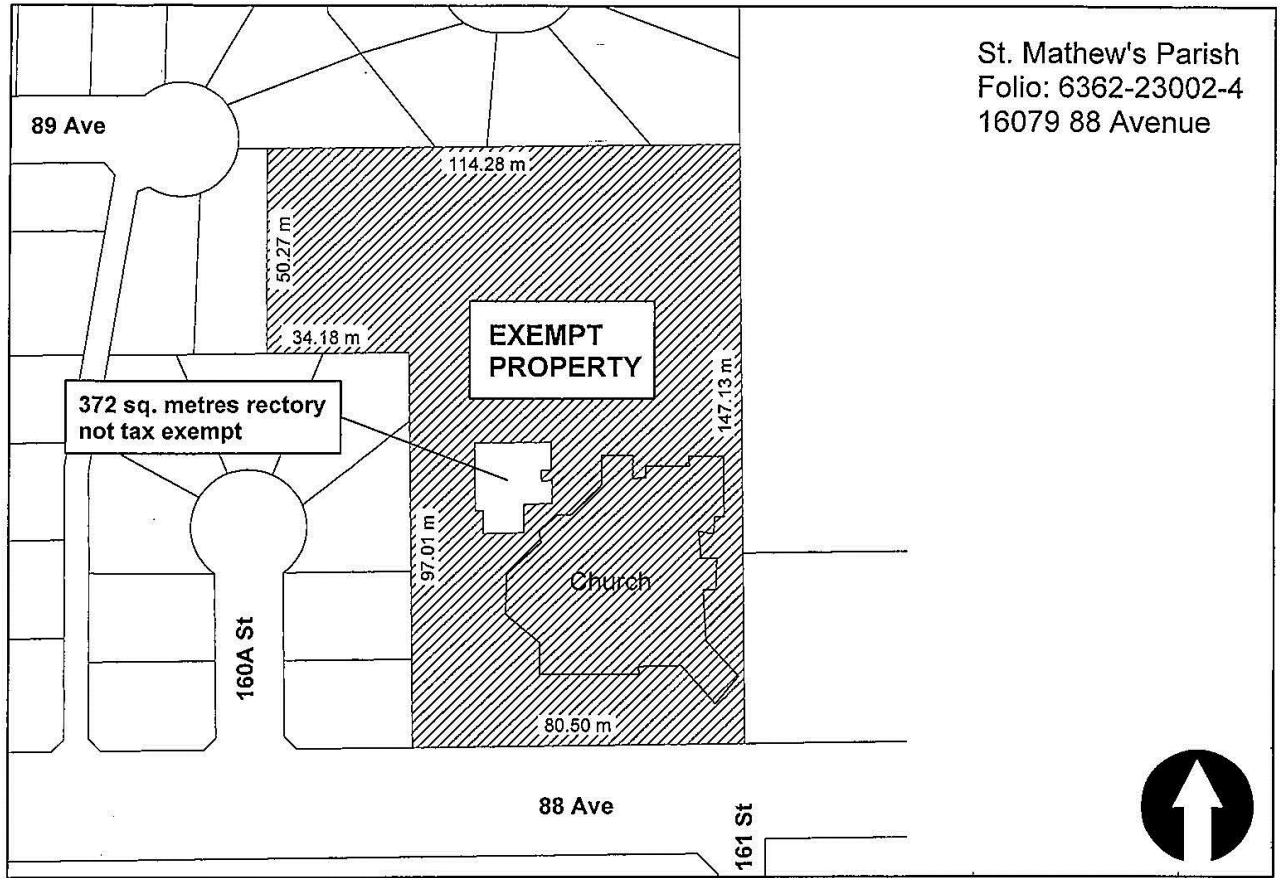 St. Mathew's Parish
Folio: 6362-23002-4
16079 88 Avenue
89 Ave
114.28 m
50.27 m
34.18 m
EXEMPT
PROPERTY
147.13 m
372 sq. metres rectory
not tax exempt
97.01 m
Church
160A St
80.50 m
88 Ave
161 St